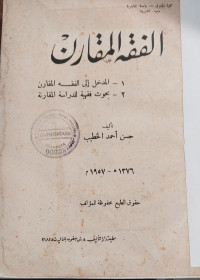 الفقه المقارن
١ - المدخل إلى الفقه المقارن
٢ - بحوث فقهية للدراسة المقارنة
تأليف
حسن أحمد الخطيب
١٣٧٦ هـ - ١٩٥٧ م
حقوق الطبع محفوظة للمؤلف